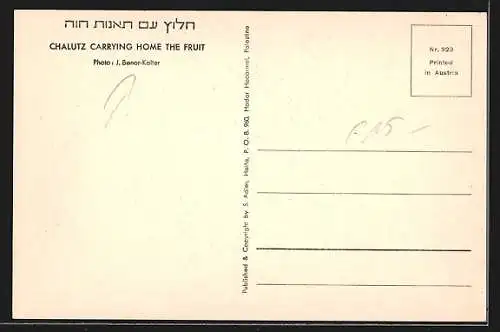 חלוץ עם תאנות חוה
CHALUTZ CARRYING HOME THE FRUIT
Photo: J. Benor-Kalter
Published & Copyright by S. Adler, Haifa, P. O. B. 960, Hadar Hacarmel, Palestine
Nr. 929
Printed
in Austria